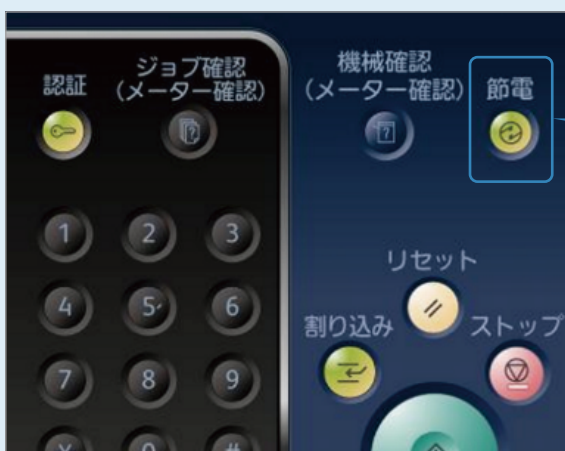 認証
ジョブ確認
(メーター確認)
機械確認
(メーター確認)
節電
1
2
3
リセット
4
5
6
割り込み
ストップ
7
8
9